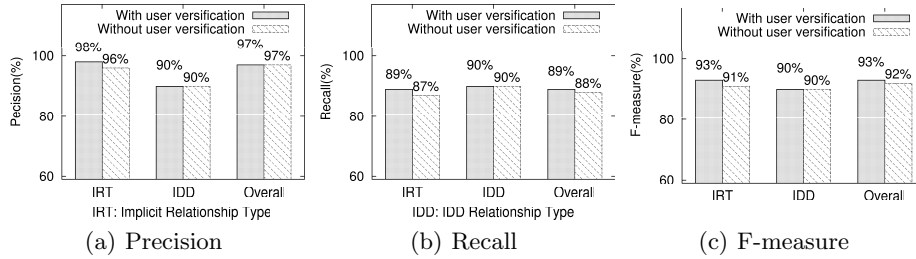 With user versification
Without user versification
98%
96%
90%
90%
97%
97%
100
80
60
Pecision(%)
IRT
IDD
Overall
IRT: Implicit Relationship Type
(a) Precision
With user versification
Without user versification
89%
87%
90%
90%
89%
88%
100
80
60
Recall(%)
IRT
IDD
Overall
IDD: IDD Relationship Type
(b) Recall
With user versification
Without user versification
93%
91%
90%
90%
93%
92%
100
80
60
F-measure(%)
IRT
IDD
Overall
(c) F-measure